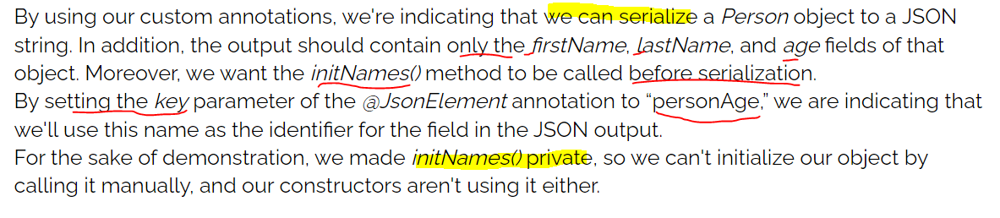 By using our custom annotations, we're indicating that we can serialize a Person object to a JSON
string. In addition, the output should contain only the firstName, lastName, and age fields of that
object. Moreover, we want the initNames() method to be called before serialization.
By setting the key parameter of the @JsonElement annotation to “personAge,” we are indicating that
we'll use this name as the identifier for the field in the JSON output.
For the sake of demonstration, we made initNames() private, so we can't initialize our object by
calling it manually, and our constructors aren't using it either.